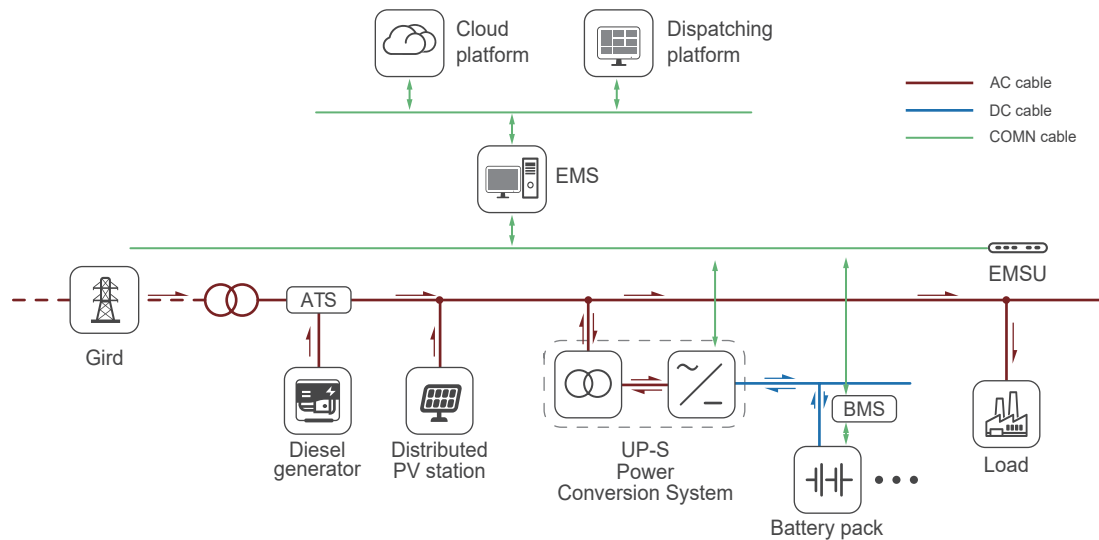 Cloud
platform
Dispatching
platform
AC cable
DC cable
COMN cable
EMS
EMSU
ATS
Gird
Diesel
generator
Distributed
PV station
UP-S
Power
Conversion System
BMS
Battery pack
Load